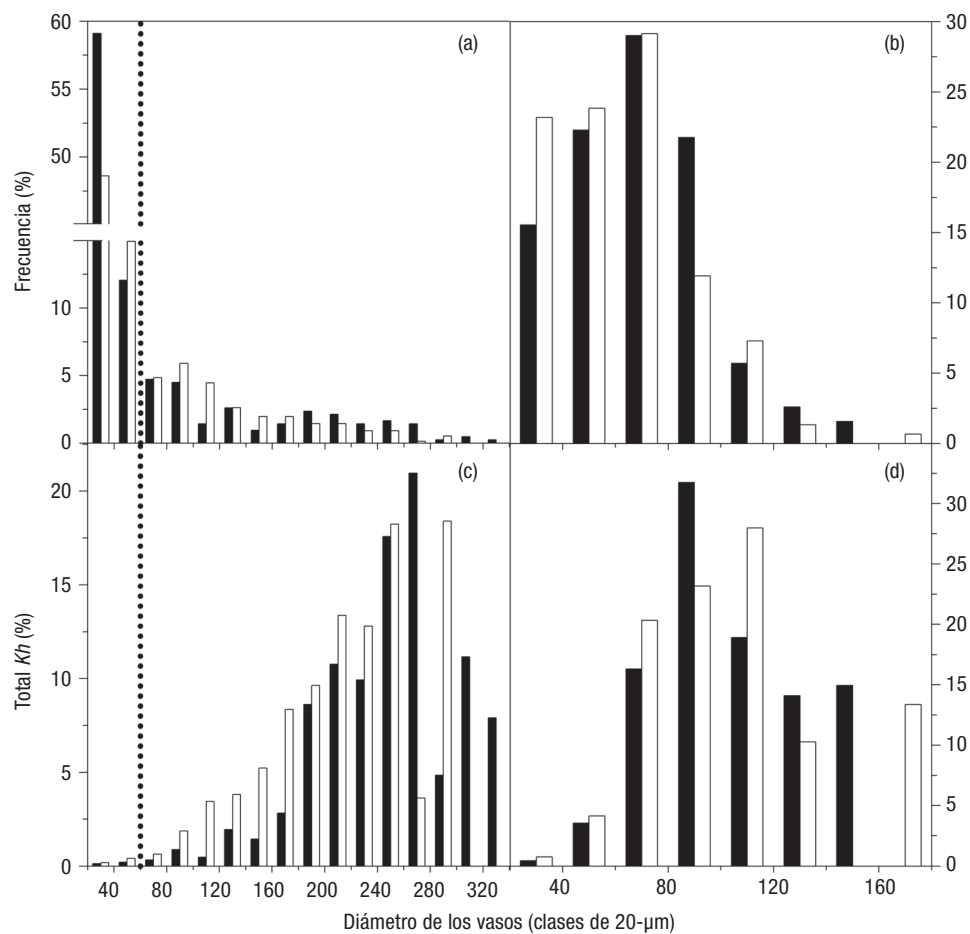 60
55
50
10
5
0
Frecuencia (%)
(a)
(b)
30
25
20
15
10
5
0
20
15
10
5
0
Total Kh (%)
(c)
(d)
30
25
20
15
10
5
0
40 80 120 160 200 240 280 320
40 80 120 160
Diámetro de los vasos (clases de 20-µm)